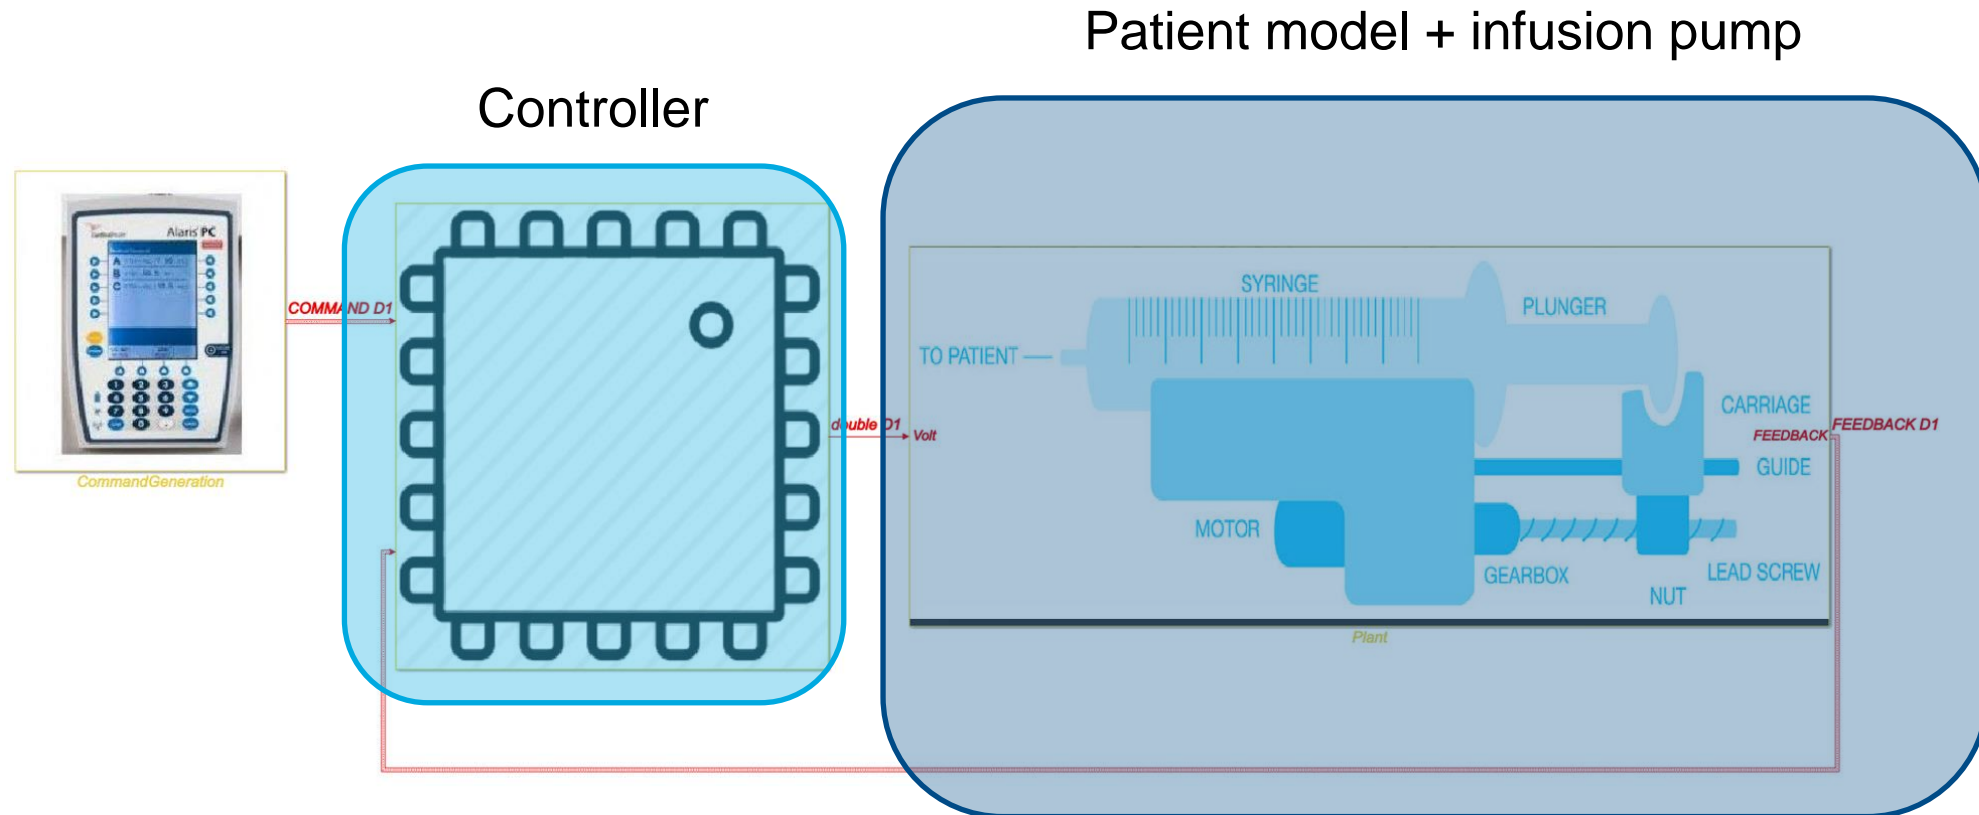 Patient model + infusion pump
Controller
Alaris PC
A
B
C
COMMAND D1
CommandGeneration
double D1
Volt
SYRINGE
PLUNGER
TO PATIENT
CARRIAGE
FEEDBACK
FEEDBACK D1
GUIDE
MOTOR
GEARBOX
LEAD SCREW
NUT
Plant